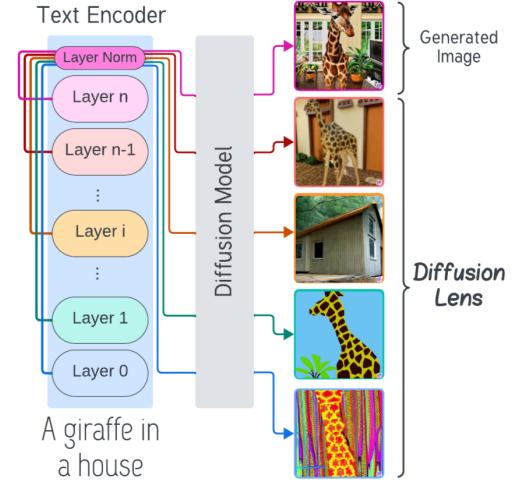 Text Encoder
Layer Norm
Layer n
Layer n-1
⋮
Layer i
⋮
Layer 1
Layer 0
A giraffe in
a house
Diffusion Model
Generated
Image
Diffusion
Lens